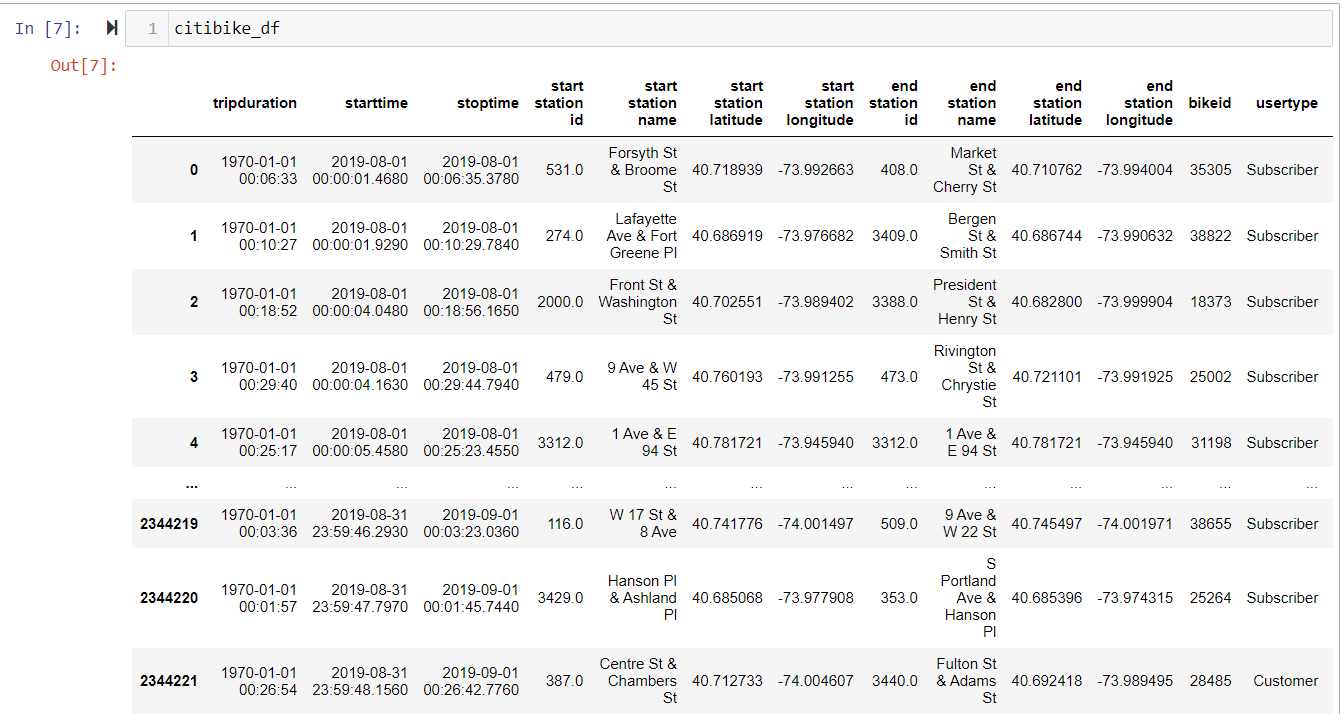 In [7]: 1 citibike_df
Out[7]:
start start start start end end end end
station station station station station station station station
tripduration starttime stoptime id name latitude longitude id name latitude longitude bikeid usertype
0 1970-01-01 00:06:33 2019-08-01 00:00:01.4680 2019-08-01 00:06:35.3780 531.0 Forsyth St & Broome St 40.718939 -73.992663 408.0 Market St & Cherry St 40.710762 -73.994004 35305 Subscriber
1 1970-01-01 00:10:27 2019-08-01 00:00:01.9290 2019-08-01 00:10:29.7840 274.0 Lafayette Ave & Fort Greene Pl 40.686919 -73.976682 3409.0 Bergen St & Smith St 40.686744 -73.990632 38822 Subscriber
2 1970-01-01 00:18:52 2019-08-01 00:00:04.0480 2019-08-01 00:18:56.1650 2000.0 Front St & Washington St 40.702551 -73.989402 3388.0 President St & Henry St 40.682800 -73.999904 18373 Subscriber
3 1970-01-01 00:29:40 2019-08-01 00:00:04.1630 2019-08-01 00:29:44.7940 479.0 9 Ave & W 45 St 40.760193 -73.991255 473.0 Rivington St & Chrystie St 40.721101 -73.991925 25002 Subscriber
4 1970-01-01 00:25:17 2019-08-01 00:00:05.4580 2019-08-01 00:25:23.4550 3312.0 1 Ave & E 94 St 40.781721 -73.945940 3312.0 1 Ave & E 94 St 40.781721 -73.945940 31198 Subscriber
... ... ... ... ... ... ... ... ... ... ... ... ... ...
2344219 1970-01-01 00:03:36 2019-08-31 23:59:46.2930 2019-09-01 00:03:23.0360 116.0 W 17 St & 8 Ave 40.741776 -74.001497 509.0 9 Ave & W 22 St 40.745497 -74.001971 38655 Subscriber
2344220 1970-01-01 00:01:57 2019-08-31 23:59:47.7970 2019-09-01 00:01:45.7440 3429.0 Hanson Pl & Ashland Pl 40.685068 -73.977908 353.0 S Portland Ave & Hanson Pl 40.685396 -73.974315 25264 Subscriber
2344221 1970-01-01 00:26:54 2019-08-31 23:59:48.1560 2019-09-01 00:26:42.7760 387.0 Centre St & Chambers St 40.712733 -74.004607 3440.0 Fulton St & Adams St 40.692418 -73.989495 28485 Customer